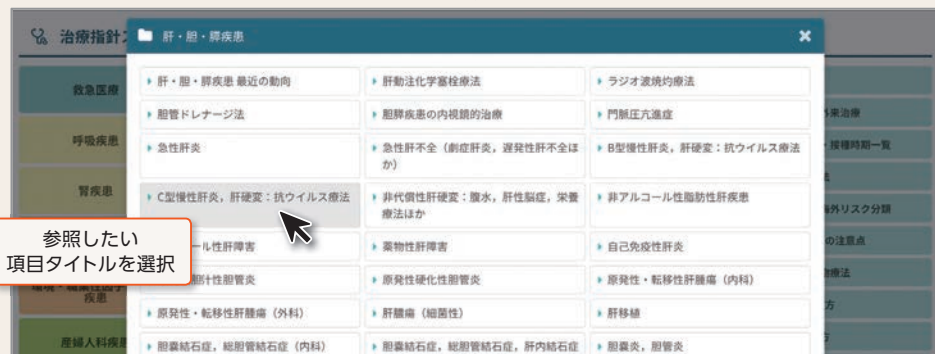 治療指針
肝・胆・膵疾患
肝・胆・膵疾患 最近の動向
肝動注化学塞栓療法
ラジオ波焼灼療法
救急医療
胆管ドレナージ法
胆膵疾患の内視鏡的治療
門脈圧亢進症
来治療
呼吸疾患
急性肝炎
急性肝不全（劇症肝炎，遅発性肝不全ほ
か）
B型慢性肝炎，肝硬変：抗ウイルス療法
接種時期一覧
腎疾患
C型慢性肝炎，肝硬変：抗ウイルス療法
非代償性肝硬変：腹水，肝性脳症，栄養
療法ほか
非アルコール性脂肪性肝疾患
外リスク分類
参照したい
項目タイトルを選択
ール性肝障害
薬物性肝障害
自己免疫性肝炎
の注意点
胆汁性胆管炎
原発性硬化性胆管炎
原発性・転移性肝腫瘍（内科）
療法
疾患
原発性・転移性肝腫瘍（外科）
肝膿瘍（細菌性）
肝移植
方
産婦人科疾患
胆嚢結石症，総胆管結石症（内科）
胆嚢結石症，総胆管結石症，肝内結石症
胆嚢炎，胆管炎